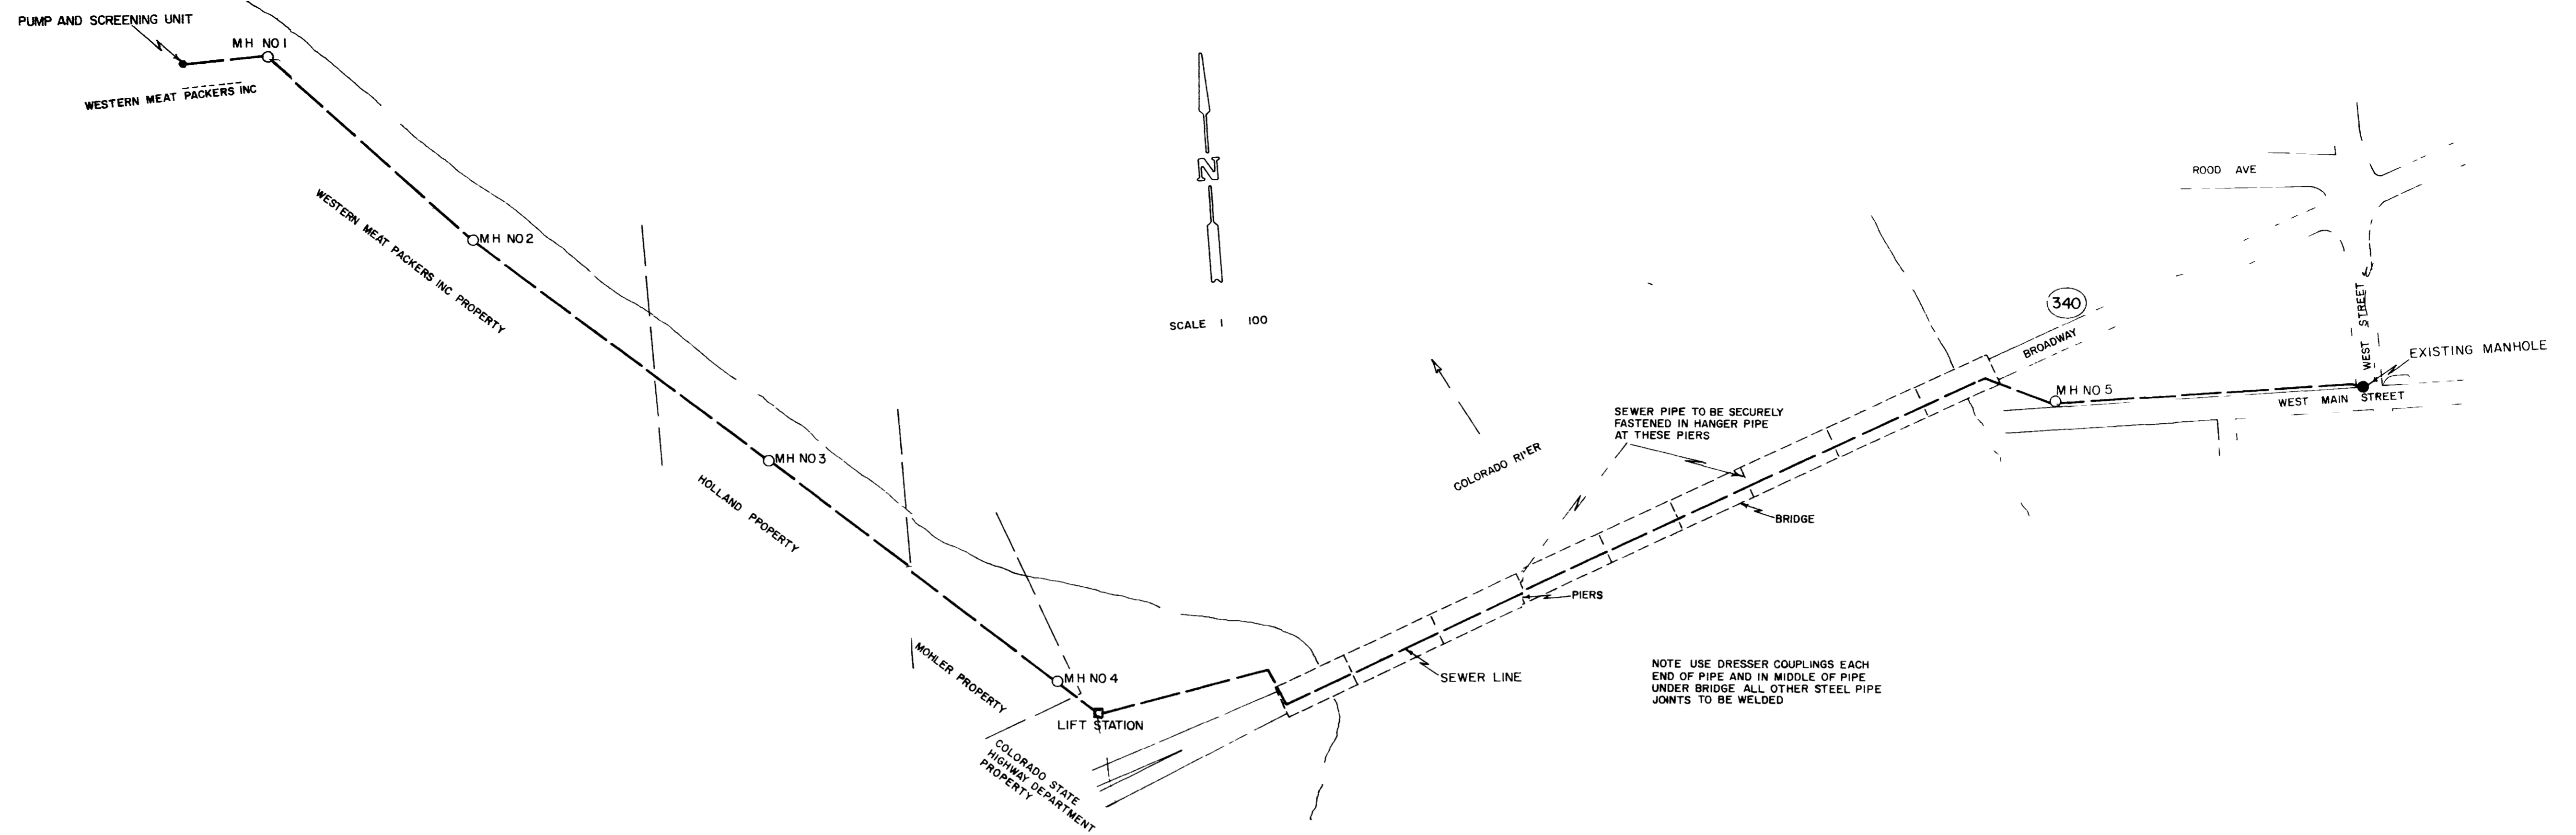 PUMP AND SCREENING UNIT
MH NO 1
WESTERN MEAT PACKERS INC
MH NO 2
WESTERN MEAT PACKERS INC PROPERTY
N
SCALE 1 100
ROOD AVE
340
BROADWAY
WEST STREET
EXISTING MANHOLE
MH NO 5
WEST MAIN STREET
SEWER PIPE TO BE SECURELY
FASTENED IN HANGER PIPE
AT THESE PIERS
COLORADO RIVER
MH NO 3
HOLLAND PROPERTY
BRIDGE
PIERS
MOHLER PROPERTY
MH NO 4
SEWER LINE
LIFT STATION
NOTE USE DRESSER COUPLINGS EACH
END OF PIPE AND IN MIDDLE OF PIPE
UNDER BRIDGE ALL OTHER STEEL PIPE
JOINTS TO BE WELDED
COLORADO STATE
HIGHWAY DEPARTMENT
PROPERTY